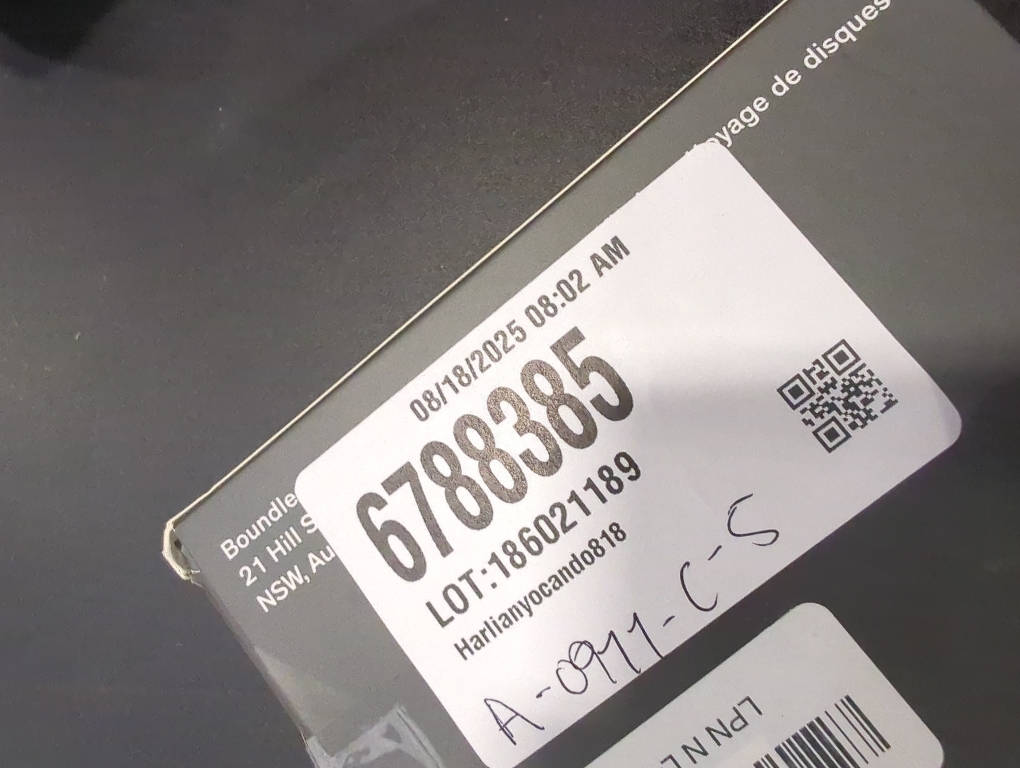 yage de disques
08/18/2025 08:02 AM
6788385
LOT:1860021189
Harlianyocando818
A-0911-C-S
Boundle
21 Hill S
NSW, Au
LPN N